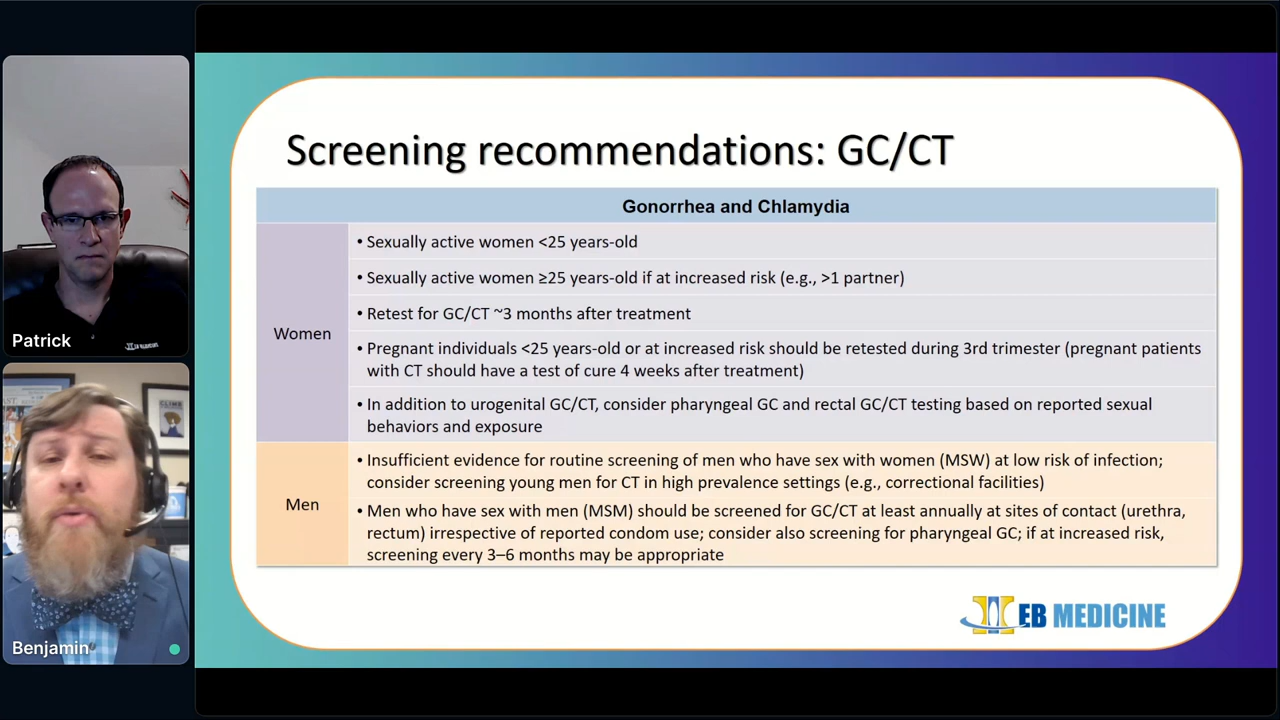 Screening recommendations: GC/CT
Gonorrhea and Chlamydia
Women
• Sexually active women <25 years-old
• Sexually active women ≥25 years-old if at increased risk (e.g., >1 partner)
• Retest for GC/CT ~3 months after treatment
• Pregnant individuals <25 years-old or at increased risk should be retested during 3rd trimester (pregnant patients
with CT should have a test of cure 4 weeks after treatment)
• In addition to urogenital GC/CT, consider pharyngeal GC and rectal GC/CT testing based on reported sexual
behaviors and exposure
Men
• Insufficient evidence for routine screening of men who have sex with women (MSW) at low risk of infection;
consider screening young men for CT in high prevalence settings (e.g., correctional facilities)
• Men who have sex with men (MSM) should be screened for GC/CT at least annually at sites of contact (urethra,
rectum) irrespective of reported condom use; consider also screening for pharyngeal GC; if at increased risk,
screening every 3–6 months may be appropriate
EB MEDICINE
Patrick
EB MEDICINE
Benjamin